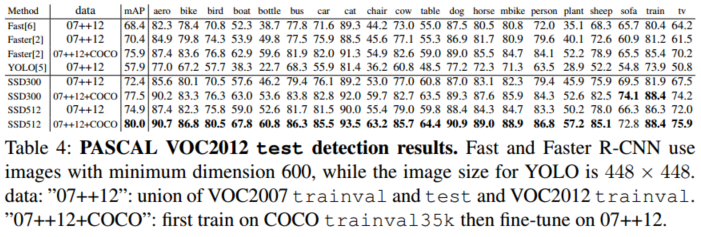 Method data mAP aero bike bird boat bottle bus car cat chair cow table dog horse mbike person plant sheep sofa train tv
Fast[6] 07++12 68.4 82.3 78.4 70.8 52.3 38.7 77.8 71.6 89.3 44.2 73.0 55.0 87.5 80.5 80.8 72.0 35.1 68.3 65.7 80.4 64.2
Faster[2] 07++12 70.4 84.9 79.8 74.3 53.9 49.8 77.5 75.9 88.5 45.6 77.1 55.3 86.9 81.7 80.9 79.6 40.1 72.6 60.9 81.2 61.5
Faster[2] 07++12+COCO 75.9 87.4 83.6 76.8 62.9 59.6 81.9 82.0 91.3 54.9 82.6 59.0 89.0 85.5 84.7 84.1 52.2 78.9 65.5 85.4 70.2
YOLO[5] 07++12 57.9 77.0 67.2 57.7 38.3 22.7 68.3 55.9 81.4 36.2 60.8 48.5 77.2 72.3 71.3 63.5 28.9 52.2 54.8 73.9 50.8
SSD300 07++12 72.4 85.6 80.1 70.5 57.6 46.2 79.4 76.1 89.2 53.0 77.0 60.8 87.0 83.1 82.3 79.4 45.9 75.9 69.5 81.9 67.5
SSD300 07++12+COCO 77.5 90.2 83.3 76.3 63.0 53.6 83.8 82.8 92.0 59.7 82.7 63.5 89.3 87.6 85.9 84.3 52.6 82.5 74.1 88.4 74.2
SSD512 07++12 74.9 87.4 82.3 75.8 59.0 52.6 81.7 81.5 90.0 55.4 79.0 59.8 88.4 84.3 84.7 83.3 50.2 78.0 66.3 86.3 72.0
SSD512 07++12+COCO 80.0 90.7 86.8 80.5 67.8 60.8 86.3 85.5 93.5 63.2 85.7 64.4 90.9 89.0 88.9 86.8 57.2 85.1 72.8 88.4 75.9
Table 4: PASCAL VOC2012 test detection results. Fast and Faster R-CNN use
images with minimum dimension 600, while the image size for YOLO is 448 × 448.
data: ”07++12”: union of VOC2007 trainval and test and VOC2012 trainval.
”07++12+COCO”: first train on COCO trainval35k then fine-tune on 07++12.